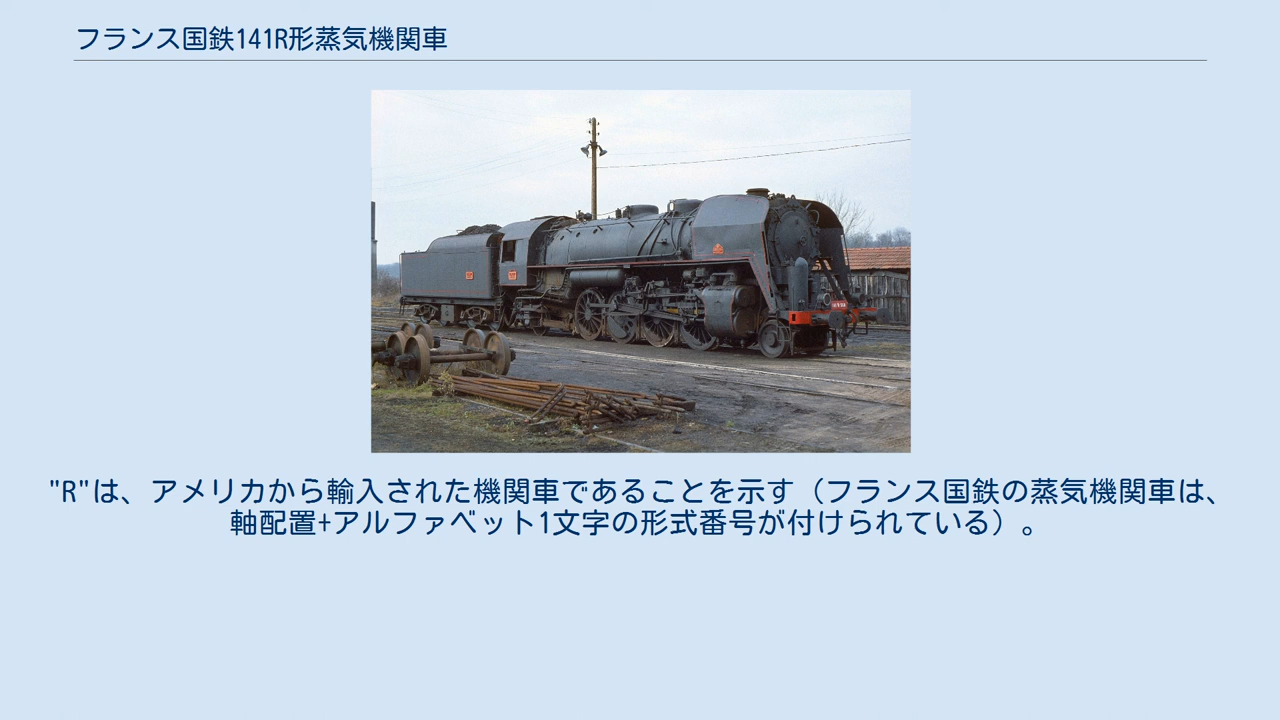 フランス国鉄141R形蒸気機関車
"R"は、アメリカから輸入された機関車であることを示す（フランス国鉄の蒸気機関車は、
軸配置+アルファベット1文字の形式番号が付けられている）。